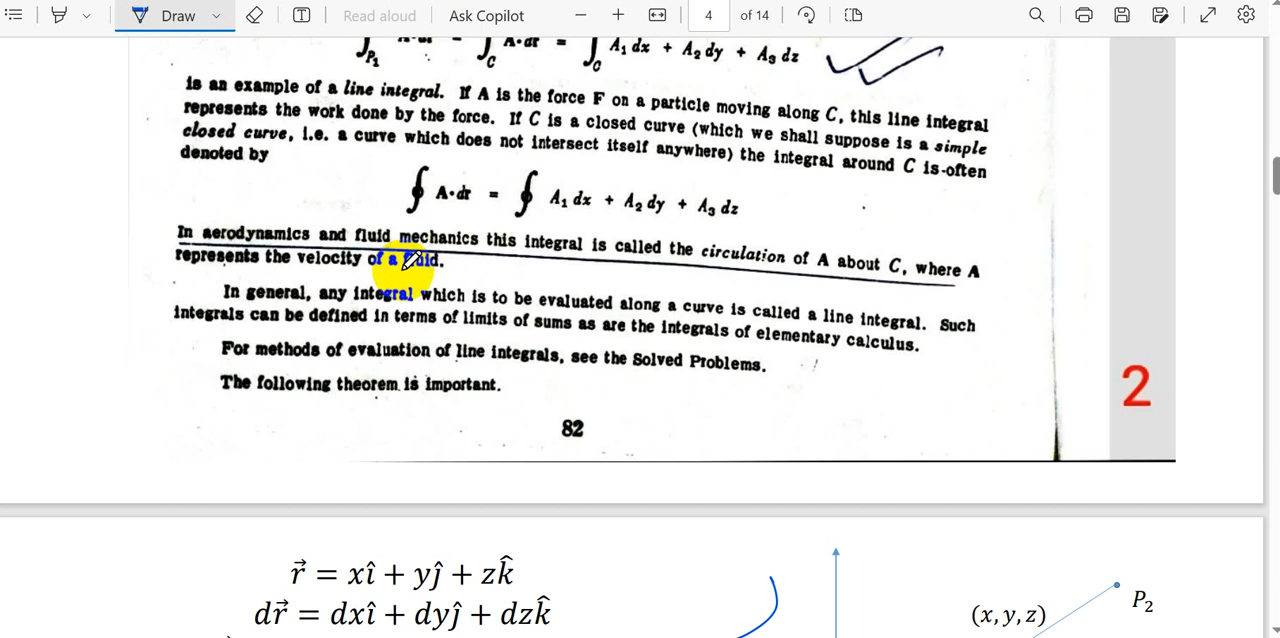 Draw Read aloud Ask Copilot 4 of 14
∫P₁ = ∫C A·dr = ∫C A₁ dx + A₂ dy + A₃ dz
is an example of a line integral. If A is the force F on a particle moving along C, this line integral
represents the work done by the force. If C is a closed curve (which we shall suppose is a simple
closed curve, i.e. a curve which does not intersect itself anywhere) the integral around C is often
denoted by
∮ A·dr = ∮ A₁ dx + A₂ dy + A₃ dz
In aerodynamics and fluid mechanics this integral is called the circulation of A about C, where A
represents the velocity of a fluid.
In general, any integral which is to be evaluated along a curve is called a line integral. Such
integrals can be defined in terms of limits of sums as are the integrals of elementary calculus.
For methods of evaluation of line integrals, see the Solved Problems.
The following theorem is important.
2
82
r⃗ = xî + yĵ + zk̂
dr⃗ = dxî + dyĵ + dzk̂
P₂
(x, y, z)